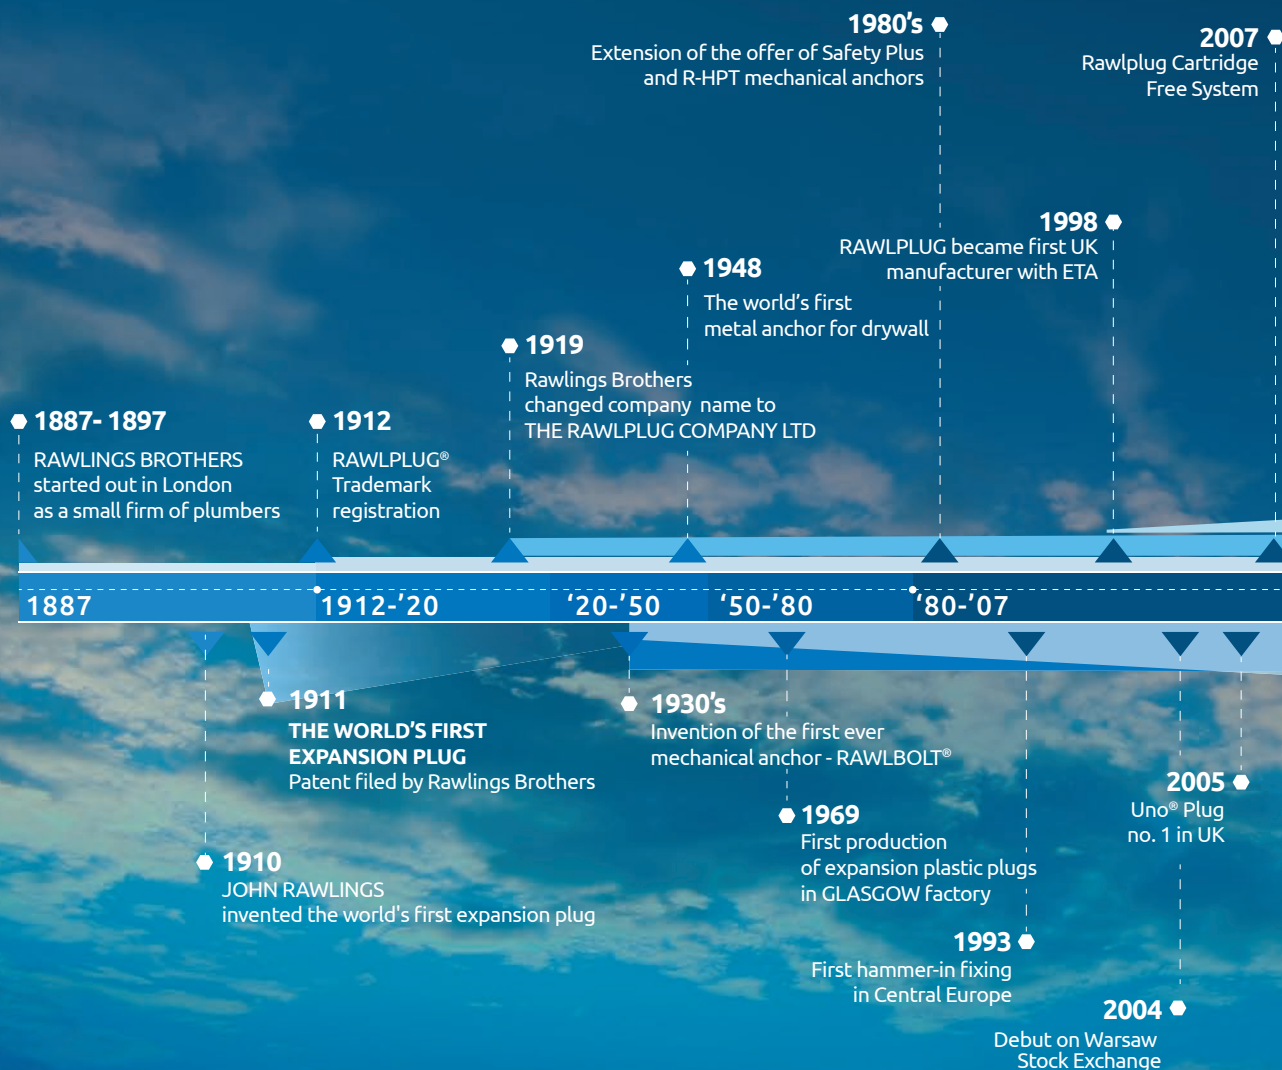 1980's
Extension of the offer of Safety Plus
and R-HPT mechanical anchors
2007
Rawlplug Cartridge
Free System
1998
RAWLPLUG became first UK
manufacturer with ETA
1948
The world's first
metal anchor for drywall
1919
Rawlings Brothers
changed company name to
THE RAWLPLUG COMPANY LTD
1887- 1897
RAWLINGS BROTHERS
started out in London
as a small firm of plumbers
1912
RAWLPLUG®
Trademark
registration
1887
1912-'20
'20-'50
'50-'80
'80-'07
1911
THE WORLD'S FIRST
EXPANSION PLUG
Patent filed by Rawlings Brothers
1930's
Invention of the first ever
mechanical anchor - RAWLBOLT®
1910
JOHN RAWLINGS
invented the world's first expansion plug
1969
First production
of expansion plastic plugs
in GLASGOW factory
2005
Uno® Plug
no. 1 in UK
1993
First hammer-in fixing
in Central Europe
2004
Debut on Warsaw
Stock Exchange